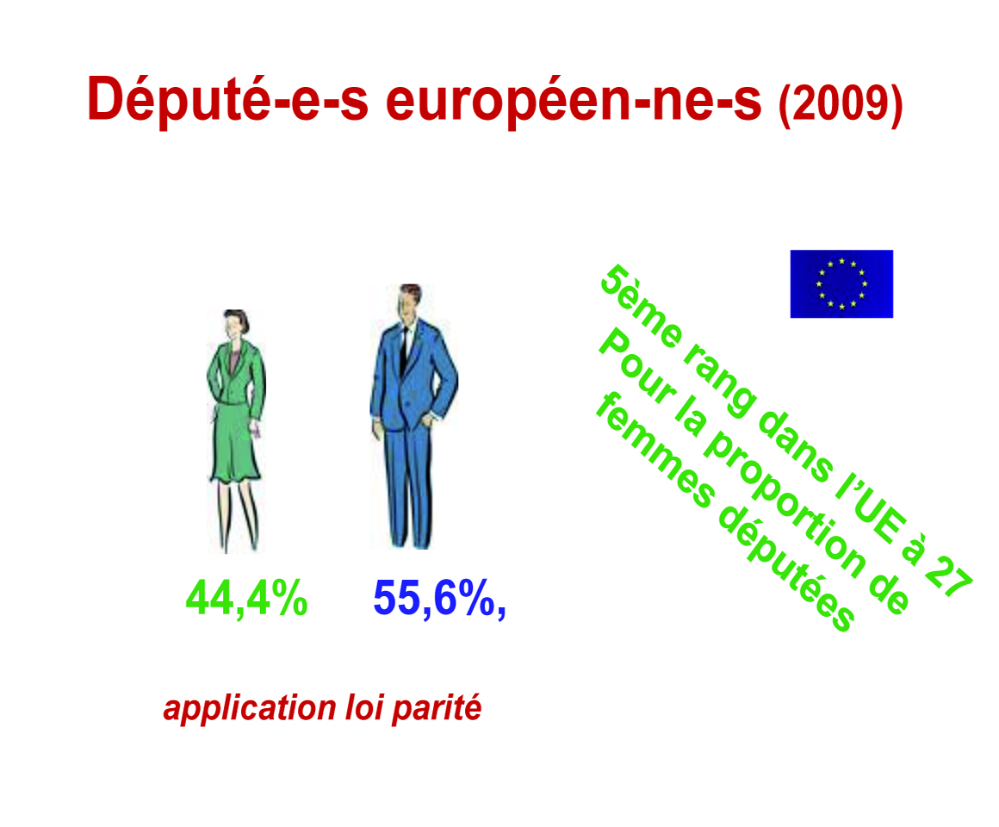 Député-e-s européen-ne-s (2009)
5ème rang dans l’UE à 27
Pour la proportion de
femmes députées
44,4%
55,6%,
application loi parité